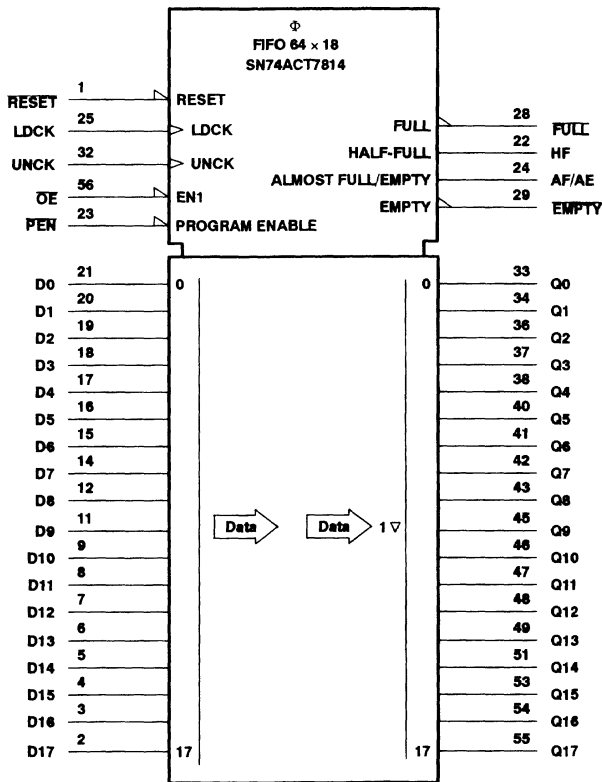 Φ
FIFO 64 × 18
SN74ACT7814
RESET 1 RESET
LDCK 25 LDCK
UNCK 32 UNCK
OE 56 EN1
PEN 23 PROGRAM ENABLE
FULL 28 FULL
HALF-FULL 22 HF
ALMOST FULL/EMPTY 24 AF/AE
EMPTY 29 EMPTY
D0 21 0 0 33 Q0
D1 20 34 Q1
D2 19 36 Q2
D3 18 37 Q3
D4 17 38 Q4
D5 16 40 Q5
D6 15 41 Q6
D7 14 42 Q7
D8 12 43 Q8
D9 11 Data Data 1 ▽ 45 Q9
D10 9 46 Q10
D11 8 47 Q11
D12 7 48 Q12
D13 6 49 Q13
D14 5 51 Q14
D15 4 53 Q15
D16 3 54 Q16
D17 2 17 17 55 Q17